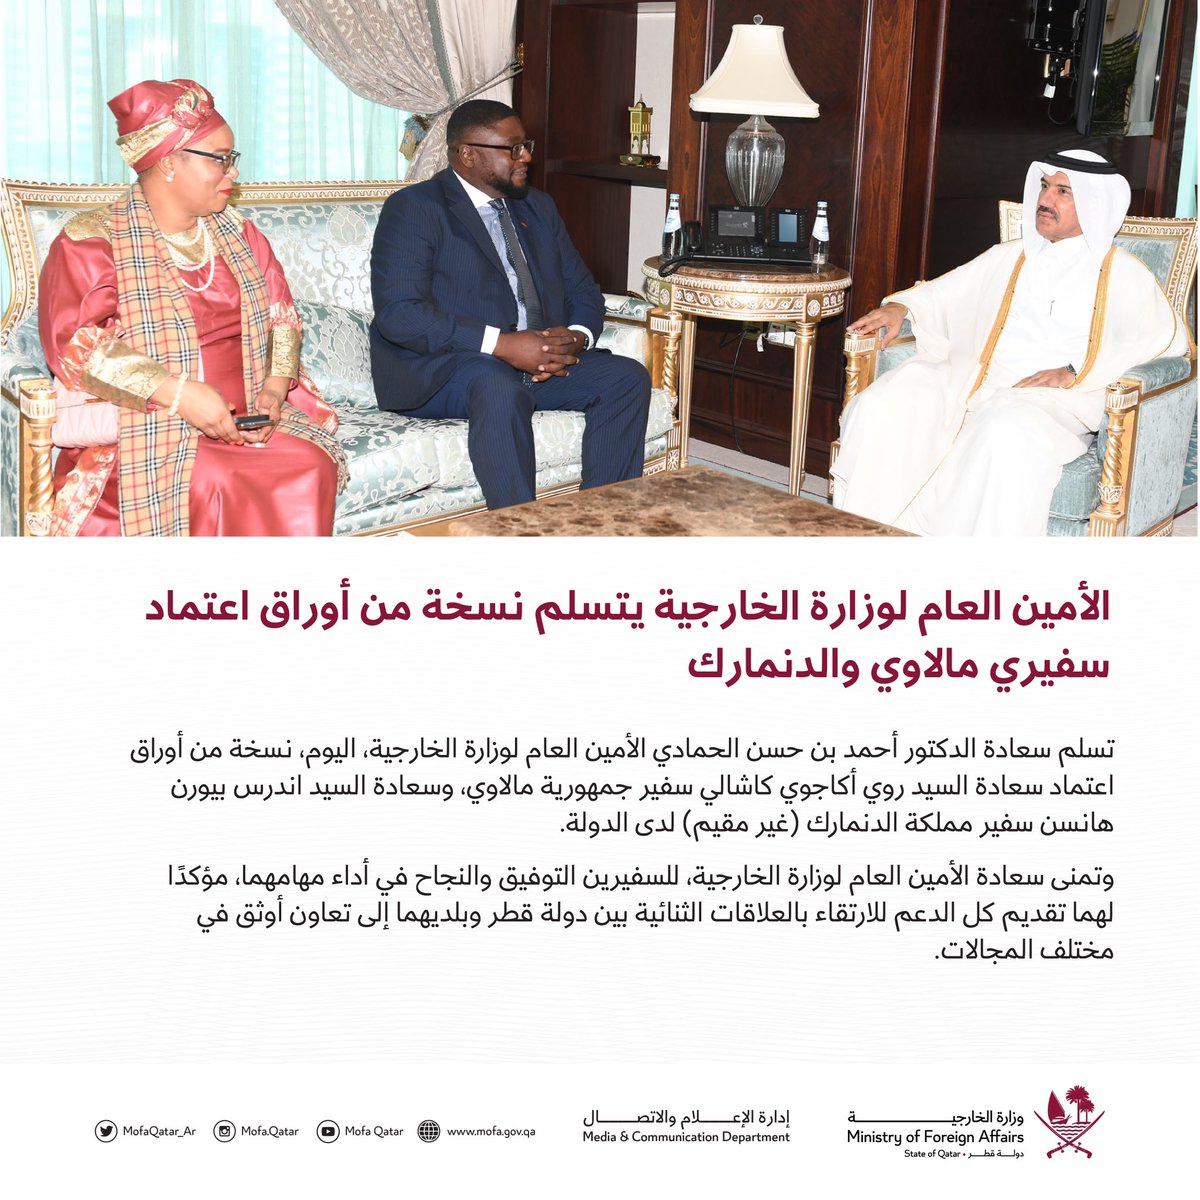 الأمين العام لوزارة الخارجية يتسلم نسخة من أوراق اعتماد
سفيري مالاوي والدنمارك
تسلم سعادة الدكتور أحمد بن حسن الحمادي الأمين العام لوزارة الخارجية، اليوم، نسخة من أوراق
اعتماد سعادة السيد روي أكاجوي كاشالي سفير جمهورية مالاوي، وسعادة السيد اندرس بيورن
هانسن سفير مملكة الدنمارك (غير مقيم) لدى الدولة.
وتمنى سعادة الأمين العام لوزارة الخارجية، للسفيرين التوفيق والنجاح في أداء مهامهما، مؤكدًا
لهما تقديم كل الدعم للارتقاء بالعلاقات الثنائية بين دولة قطر وبلديهما إلى تعاون أوثق في
مختلف المجالات.
وزارة الخارجية
Ministry of Foreign Affairs
State of Qatar • دولة قطر
إدارة الإعلام والاتصال
Media & Communication Department
MofaQatar_Ar Mofa.Qatar Mofa Qatar www.mofa.gov.qa